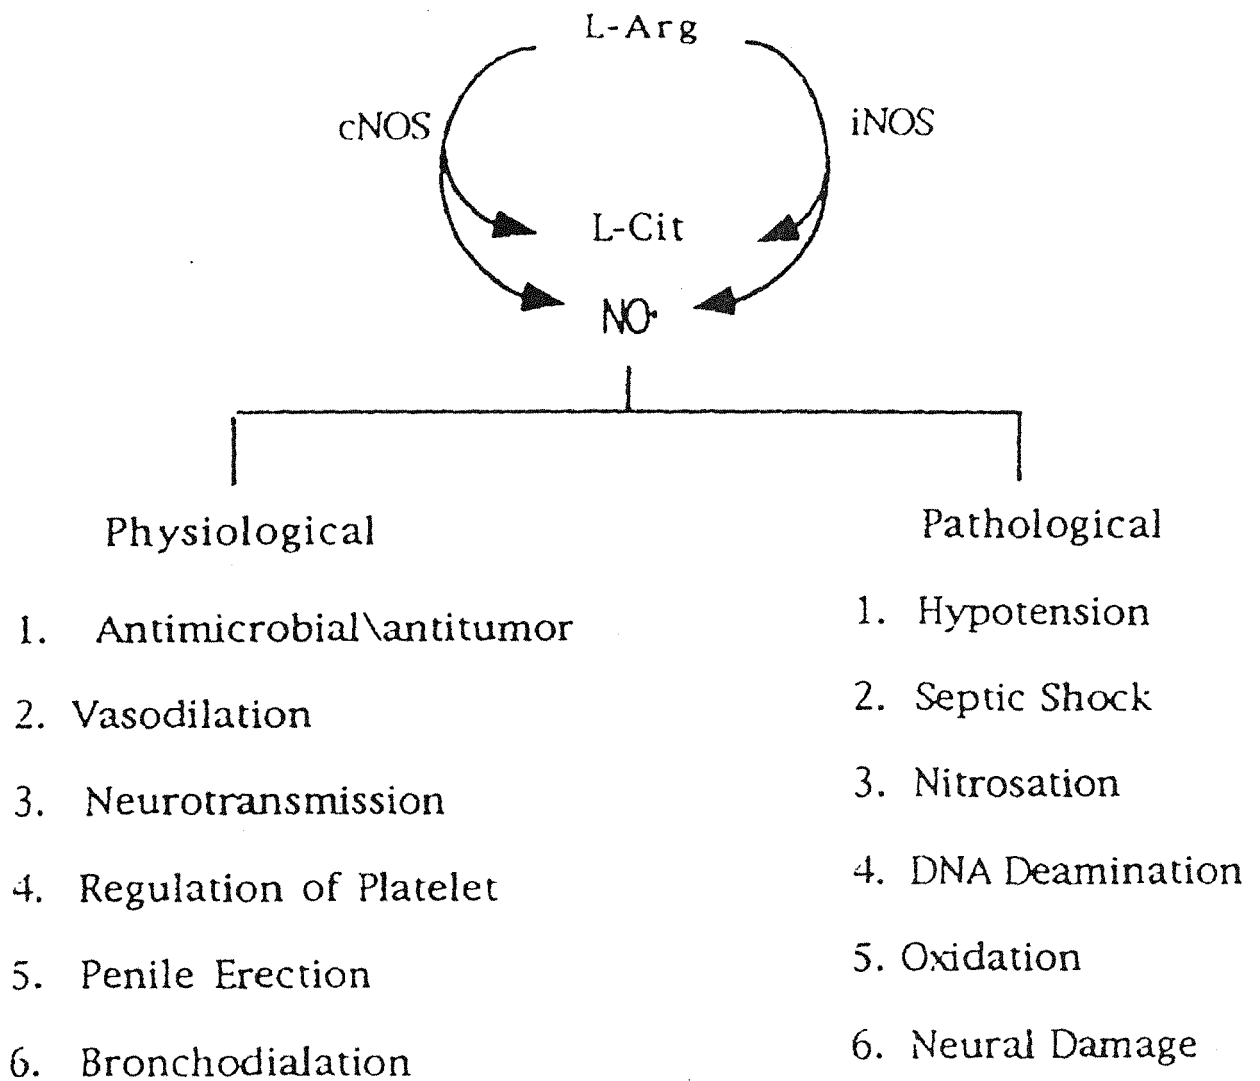 L-Arg
cNOS
iNOS
L-Cit
NO·
Physiological
1. Antimicrobial\antitumor
2. Vasodilation
3. Neurotransmission
4. Regulation of Platelet
5. Penile Erection
6. Bronchodialation
Pathological
1. Hypotension
2. Septic Shock
3. Nitrosation
4. DNA Deamination
5. Oxidation
6. Neural Damage